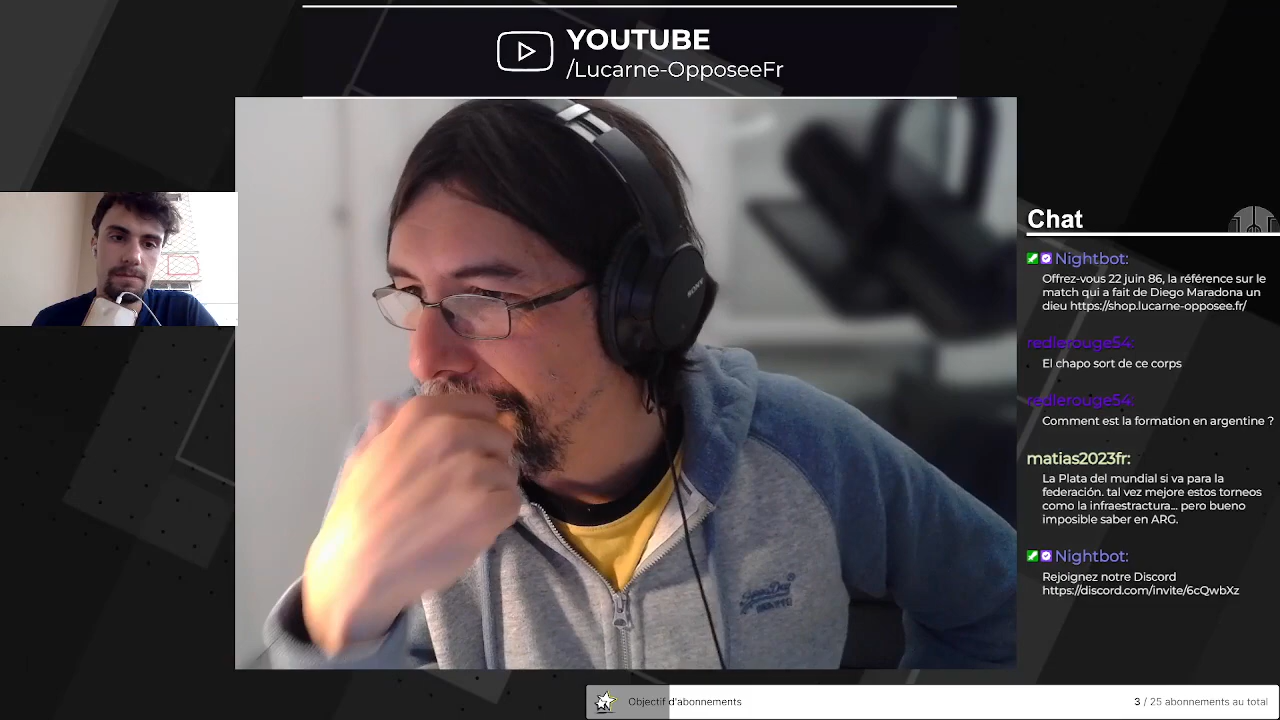 YOUTUBE
/Lucarne-OpposeeFr
Chat
Nightbot:
Offrez-vous 22 juin 86, la référence sur le
match qui a fait de Diego Maradona un
dieu https://shop.lucarne-opposee.fr/
redlerouge54:
El chapo sort de ce corps
redlerouge54:
Comment est la formation en argentine ?
matias2023fr:
La Plata del mundial si va para la
federación. tal vez mejore estos torneos
como la infraestractura... pero bueno
imposible saber en ARG.
Nightbot:
Rejoignez notre Discord
https://discord.com/invite/6cQwbXz
SONY
Objectif d'abonnements
3 / 25 abonnements au total